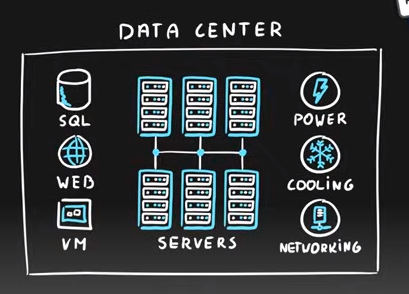 DATA CENTER
SQL
WEB
VM
SERVERS
POWER
COOLING
NETWORKING